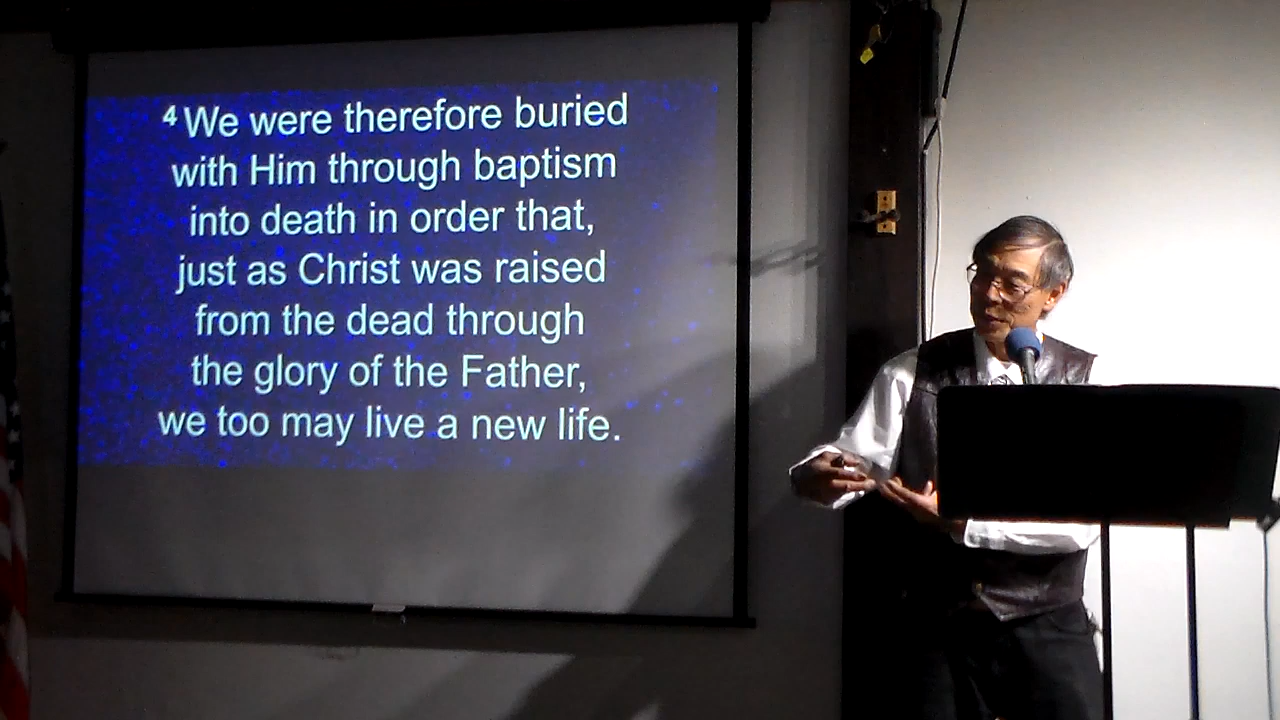 4 We were therefore buried
with Him through baptism
into death in order that,
just as Christ was raised
from the dead through
the glory of the Father,
we too may live a new life.